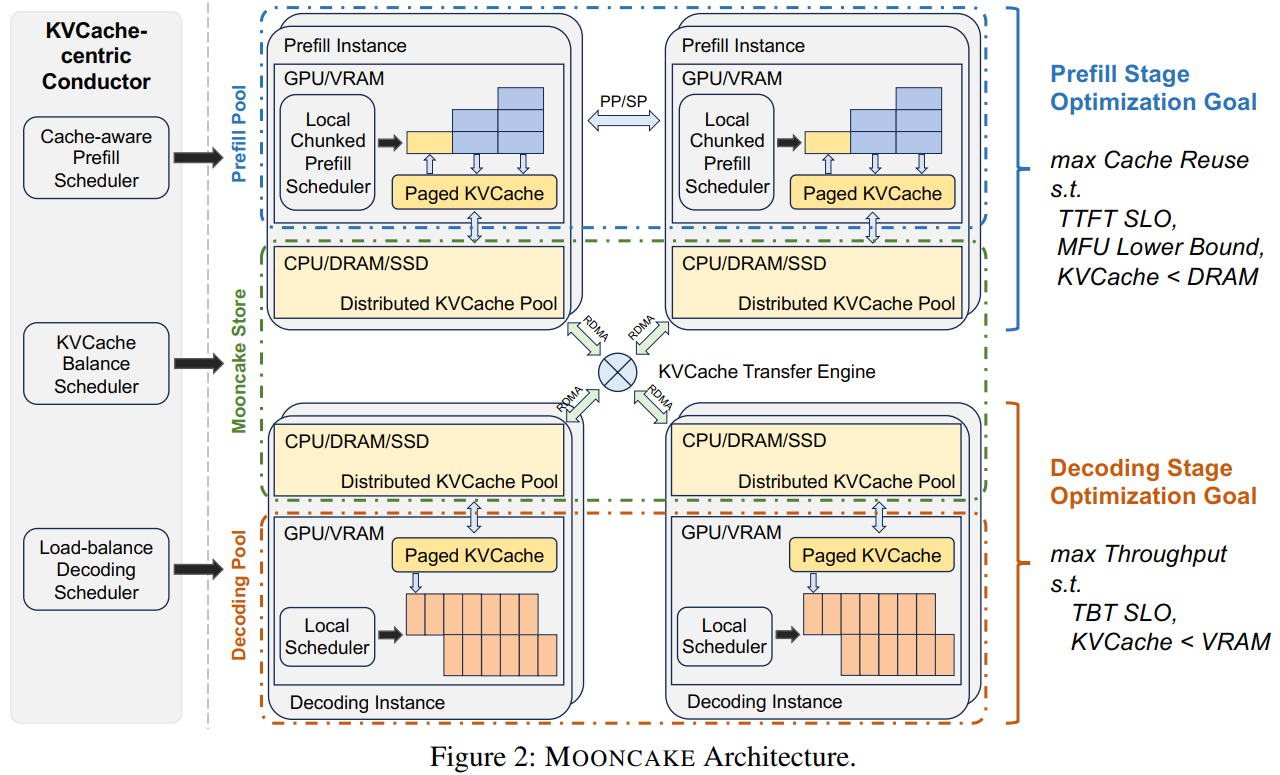 KVCache-
centric
Conductor
Cache-aware
Prefill
Scheduler
KVCache
Balance
Scheduler
Load-balance
Decoding
Scheduler
Prefill Pool
Mooncake Store
Decoding Pool
Prefill Instance
GPU/VRAM
Local
Chunked
Prefill
Scheduler
Paged KVCache
CPU/DRAM/SSD
Distributed KVCache Pool
PP/SP
Prefill Instance
GPU/VRAM
Local
Chunked
Prefill
Scheduler
Paged KVCache
CPU/DRAM/SSD
Distributed KVCache Pool
RDMA
RDMA
KVCache Transfer Engine
RDMA
RDMA
CPU/DRAM/SSD
Distributed KVCache Pool
GPU/VRAM
Paged KVCache
Local
Scheduler
Decoding Instance
CPU/DRAM/SSD
Distributed KVCache Pool
GPU/VRAM
Paged KVCache
Local
Scheduler
Decoding Instance
Prefill Stage
Optimization Goal
max Cache Reuse
s.t.
TTFT SLO,
MFU Lower Bound,
KVCache < DRAM
Decoding Stage
Optimization Goal
max Throughput
s.t.
TBT SLO,
KVCache < VRAM
Figure 2: MOONCAKE Architecture.